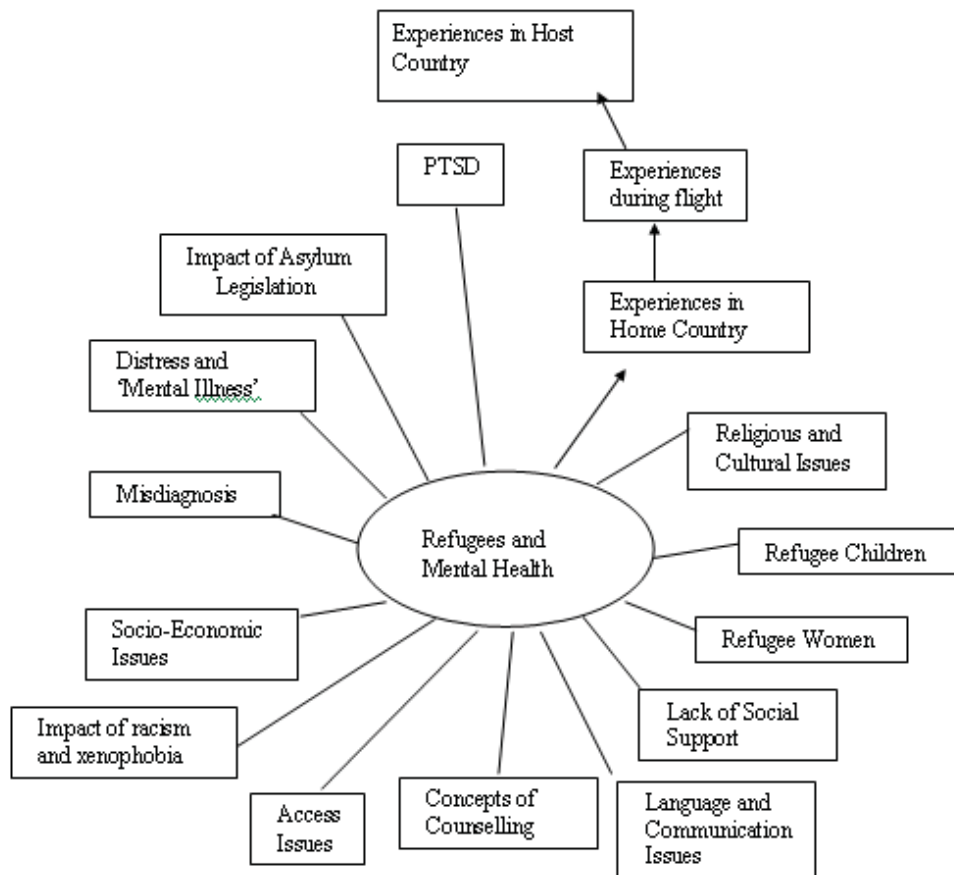 Experiences in Host
Country
PTSD
Experiences
during flight
Impact of Asylum
Legislation
Experiences in
Home Country
Distress and
‘Mental Illness’
Religious and
Cultural Issues
Misdiagnosis
Refugees and
Mental Health
Refugee Children
Socio-Economic
Issues
Refugee Women
Impact of racism
and xenophobia
Lack of Social
Support
Access
Issues
Concepts of
Counselling
Language and
Communication
Issues